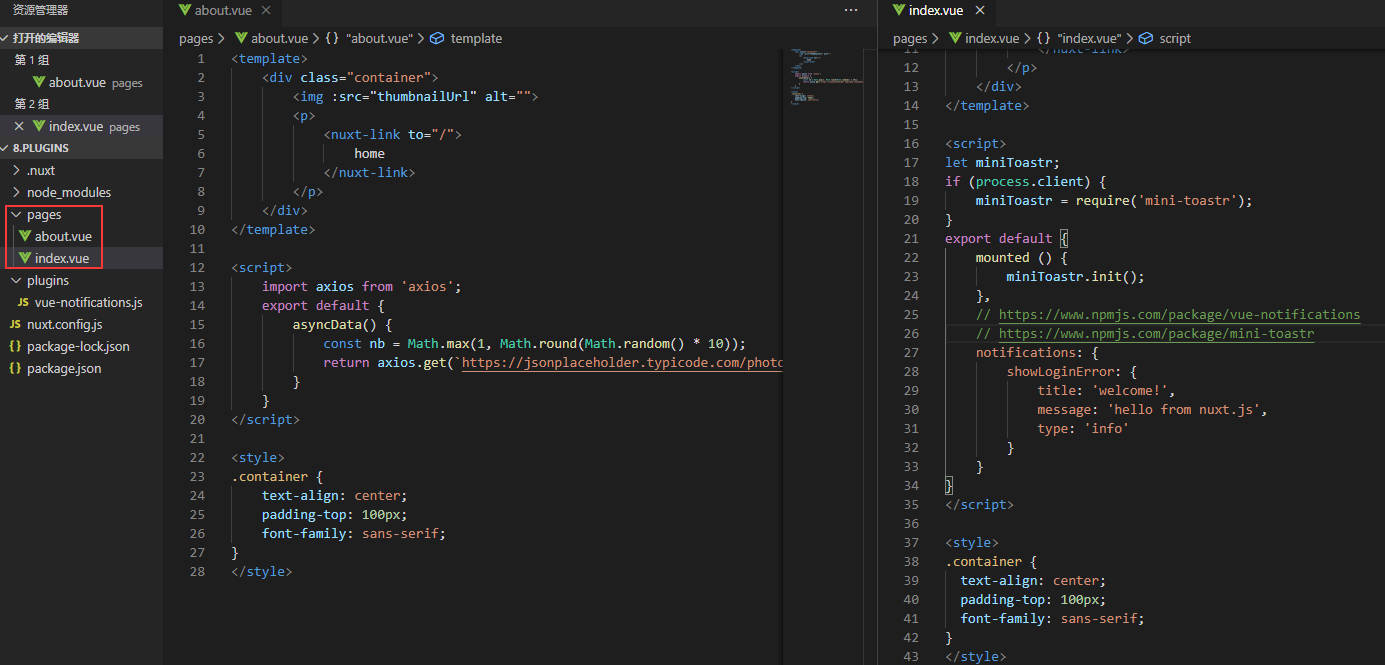 资源管理器
打开的编辑器
第 1 组
about.vue pages
第 2 组
index.vue pages
8.PLUGINS
.nuxt
node_modules
pages
about.vue
index.vue
plugins
JS vue-notifications.js
JS nuxt.config.js
{} package-lock.json
{} package.json
about.vue
pages > about.vue > {} "about.vue" > template
1 <template>
2 <div class="container">
3 <img :src="thumbnailUrl" alt="">
4 <p>
5 <nuxt-link to="/">
6 home
7 </nuxt-link>
8 </p>
9 </div>
10 </template>
11
12 <script>
13 import axios from 'axios';
14 export default {
15 asyncData() {
16 const nb = Math.max(1, Math.round(Math.random() * 10));
17 return axios.get(`https://jsonplaceholder.typicode.com/photo
18 }
19 }
20 </script>
21
22 <style>
23 .container {
24 text-align: center;
25 padding-top: 100px;
26 font-family: sans-serif;
27 }
28 </style>
index.vue
pages > index.vue > {} "index.vue" > script
11 </nuxt-link>
12 </p>
13 </div>
14 </template>
15
16 <script>
17 let miniToastr;
18 if (process.client) {
19 miniToastr = require('mini-toastr');
20 }
21 export default {
22 mounted () {
23 miniToastr.init();
24 },
25 // https://www.npmjs.com/package/vue-notifications
26 // https://www.npmjs.com/package/mini-toastr
27 notifications: {
28 showLoginError: {
29 title: 'welcome!',
30 message: 'hello from nuxt.js',
31 type: 'info'
32 }
33 }
34 }
35 </script>
36
37 <style>
38 .container {
39 text-align: center;
40 padding-top: 100px;
41 font-family: sans-serif;
42 }
43 </style>